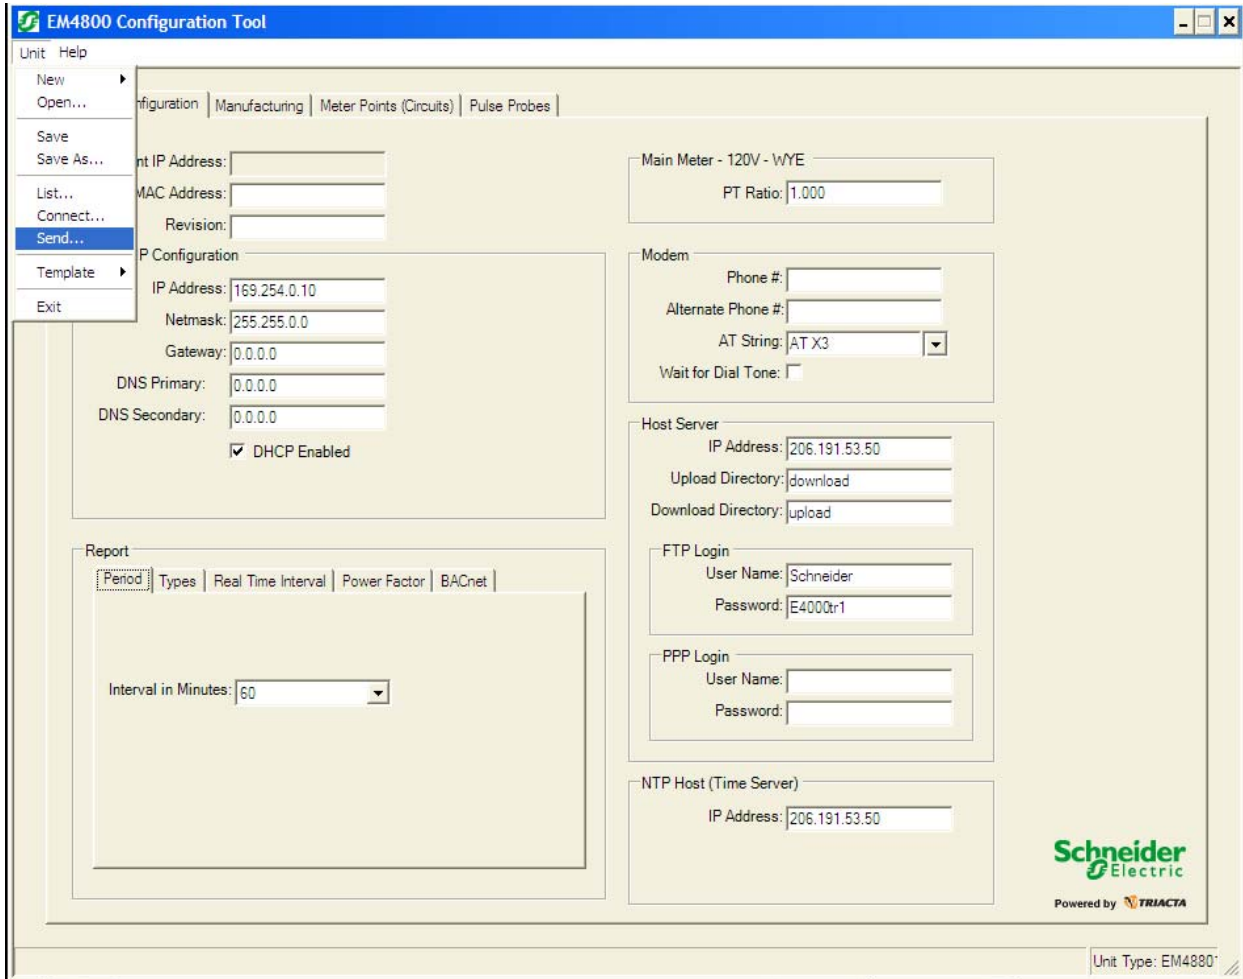 EM4800 Configuration Tool
Unit Help
New
Open...
Save
Save As...
List...
Connect...
Send...
Template
Exit
nfiguration Manufacturing Meter Points (Circuits) Pulse Probes
nt IP Address:
MAC Address:
Revision:
P Configuration
IP Address: 169.254.0.10
Netmask: 255.255.0.0
Gateway: 0.0.0.0
DNS Primary: 0.0.0.0
DNS Secondary: 0.0.0.0
DHCP Enabled
Report
Period Types Real Time Interval Power Factor BACnet
Interval in Minutes: 60
Main Meter - 120V - WYE
PT Ratio: 1.000
Modem
Phone #:
Alternate Phone #:
AT String: AT X3
Wait for Dial Tone:
Host Server
IP Address: 206.191.53.50
Upload Directory: download
Download Directory: upload
FTP Login
User Name: Schneider
Password: E4000tr1
PPP Login
User Name:
Password:
NTP Host (Time Server)
IP Address: 206.191.53.50
Schneider
Electric
Powered by TRIACTA
Unit Type: EM4880